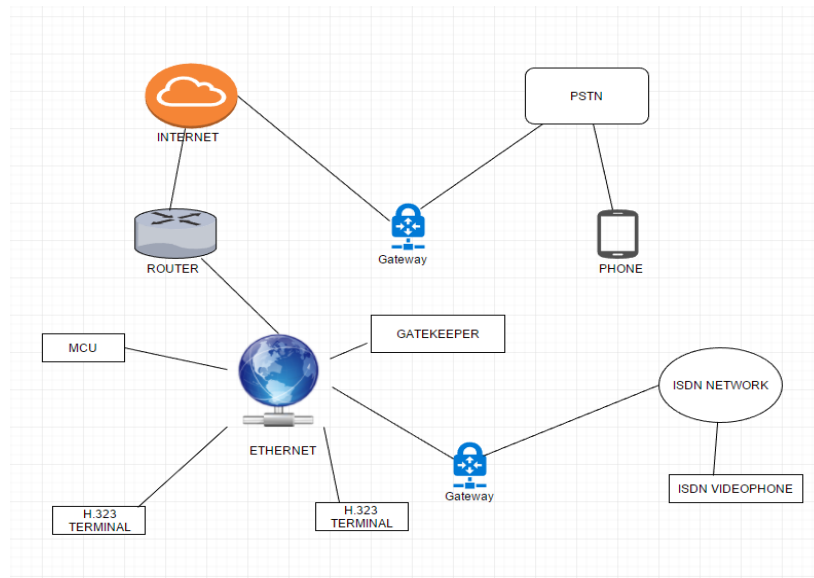 PSTN
INTERNET
Gateway
ROUTER
PHONE
GATEKEEPER
MCU
ISDN NETWORK
ETHERNET
Gateway
ISDN VIDEOPHONE
H.323
TERMINAL
H.323
TERMINAL